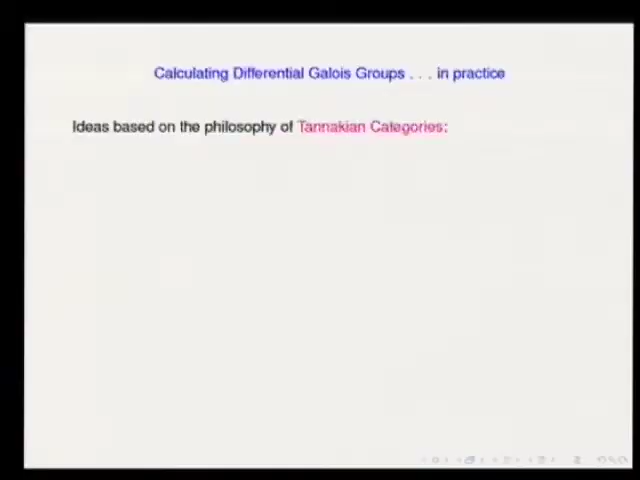 Calculating Differential Galois Groups . . . in practice
Ideas based on the philosophy of Tannakian Categories: